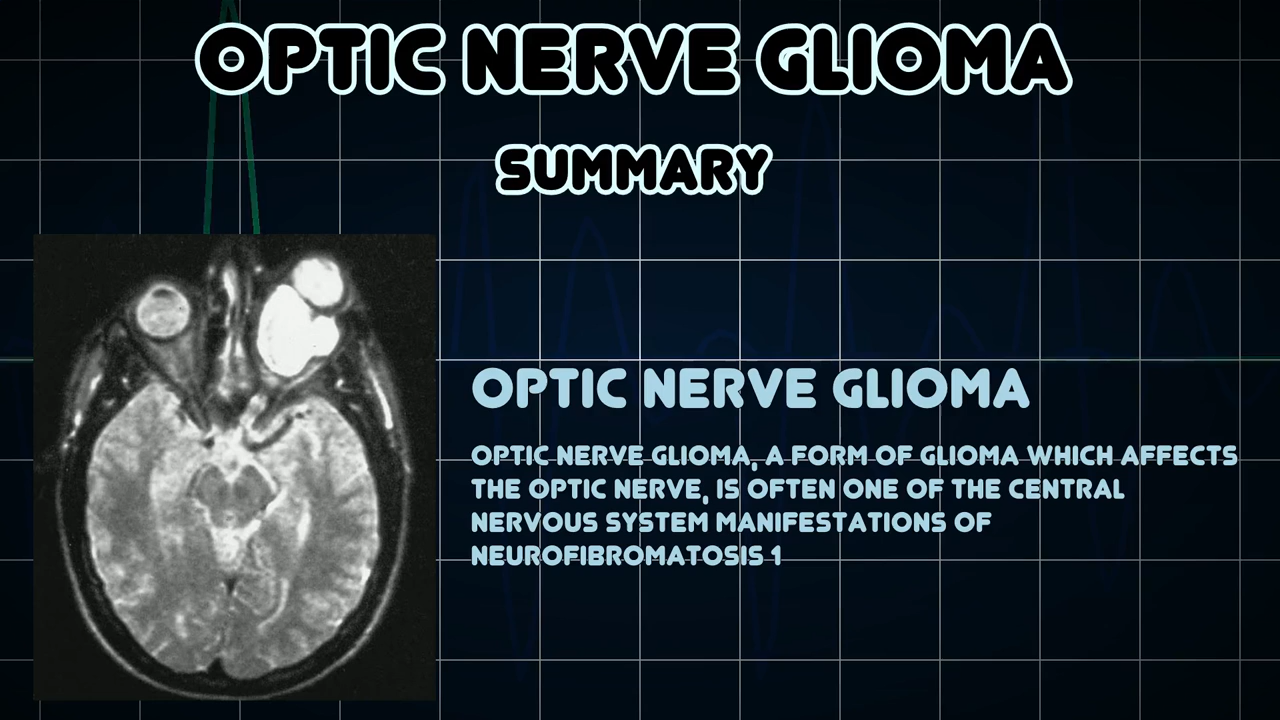 OPTIC NERVE GLIOMA
SUMMARY
OPTIC NERVE GLIOMA
OPTIC NERVE GLIOMA, A FORM OF GLIOMA WHICH AFFECTS
THE OPTIC NERVE, IS OFTEN ONE OF THE CENTRAL
NERVOUS SYSTEM MANIFESTATIONS OF
NEUROFIBROMATOSIS 1